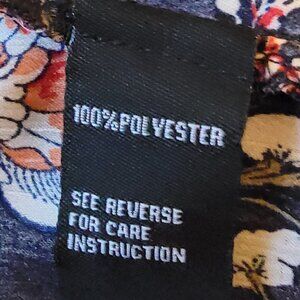 100%POLYESTER
SEE REVERSE
FOR CARE
INSTRUCTION